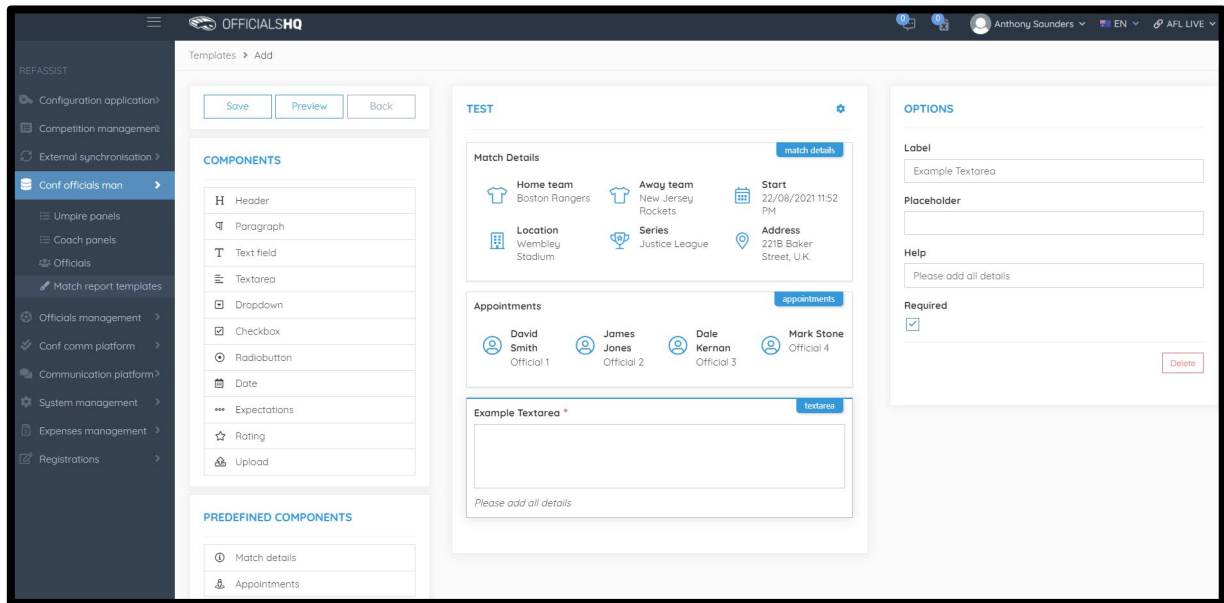 OFFICIALSHQ
0
0
Anthony Saunders
EN
AFL LIVE
Templates > Add
REFASSIST
Configuration application
Competition management
External synchronisation
Conf officials man
Umpire panels
Coach panels
Officials
Match report templates
Officials management
Conf comm platform
Communication platform
System management
Expenses management
Registrations
Save
Preview
Back
COMPONENTS
H Header
¶ Paragraph
T Text field
Textarea
Dropdown
Checkbox
Radiobutton
Date
Expectations
Rating
Upload
PREDEFINED COMPONENTS
Match details
Appointments
TEST
match details
Match Details
Home team
Boston Rangers
Away team
New Jersey
Rockets
Start
22/08/2021 11:52
PM
Location
Wembley
Stadium
Series
Justice League
Address
221B Baker
Street, U.K.
appointments
Appointments
David
Smith
Official 1
James
Jones
Official 2
Dale
Kernan
Official 3
Mark Stone
Official 4
textarea
Example Textarea *
Please add all details
OPTIONS
Label
Example Textarea
Placeholder
Help
Please add all details
Required
Delete